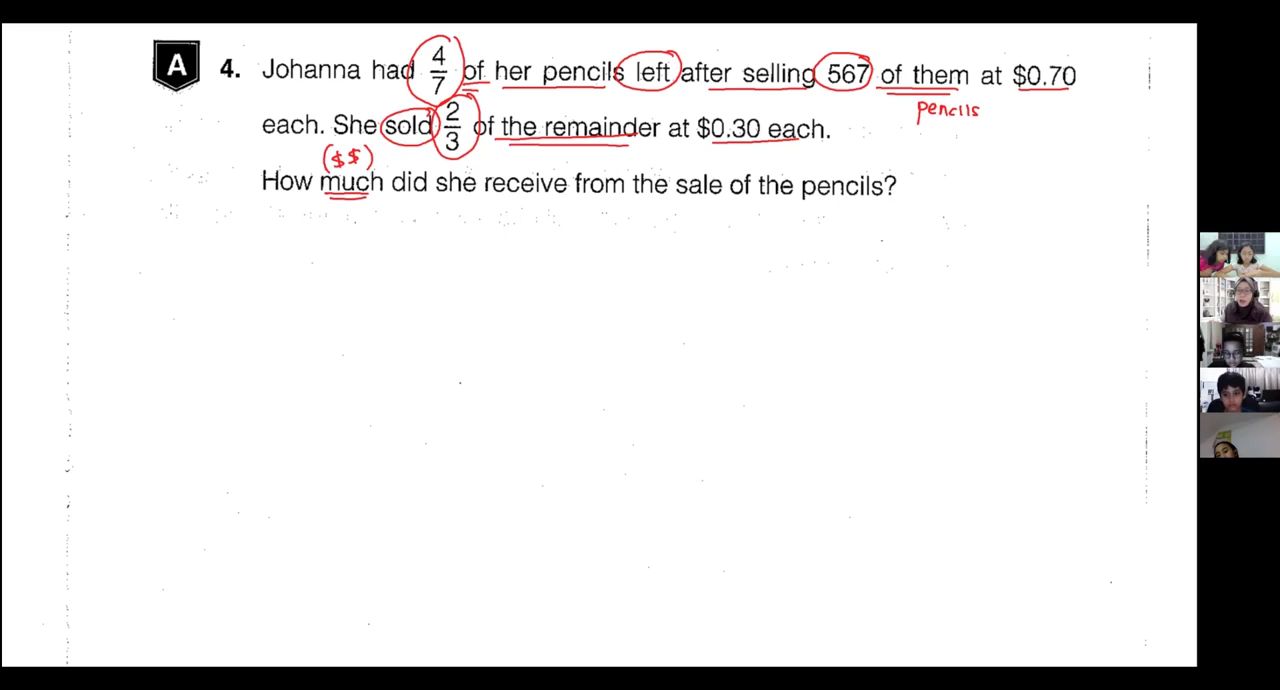 A 4. Johanna had 4/7 of her pencils left after selling 567 of them at $0.70
pencils
each. She sold 2/3 of the remainder at $0.30 each.
($$)
How much did she receive from the sale of the pencils?